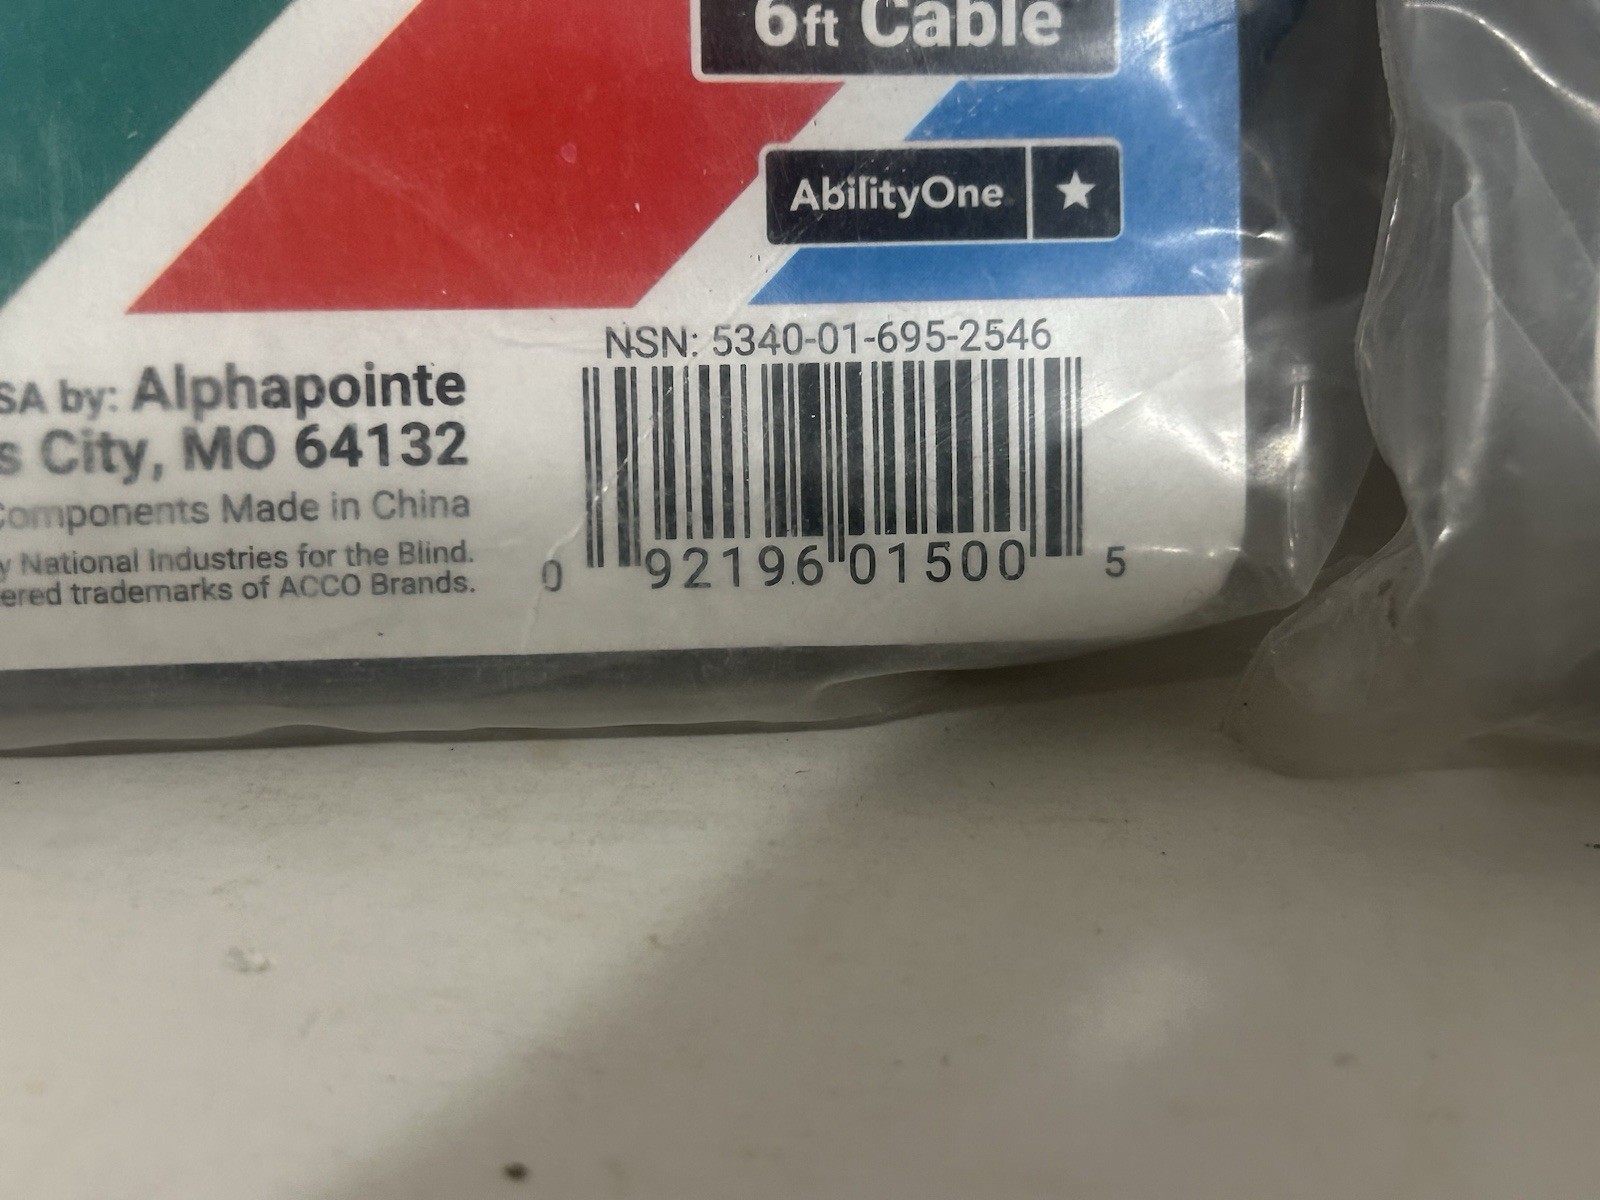 6ft Cable
AbilityOne
NSN: 5340-01-695-2546
SA by: Alphapointe
s City, MO 64132
Components Made in China
y National Industries for the Blind.
ered trademarks of ACCO Brands.
0 92196 01500 5